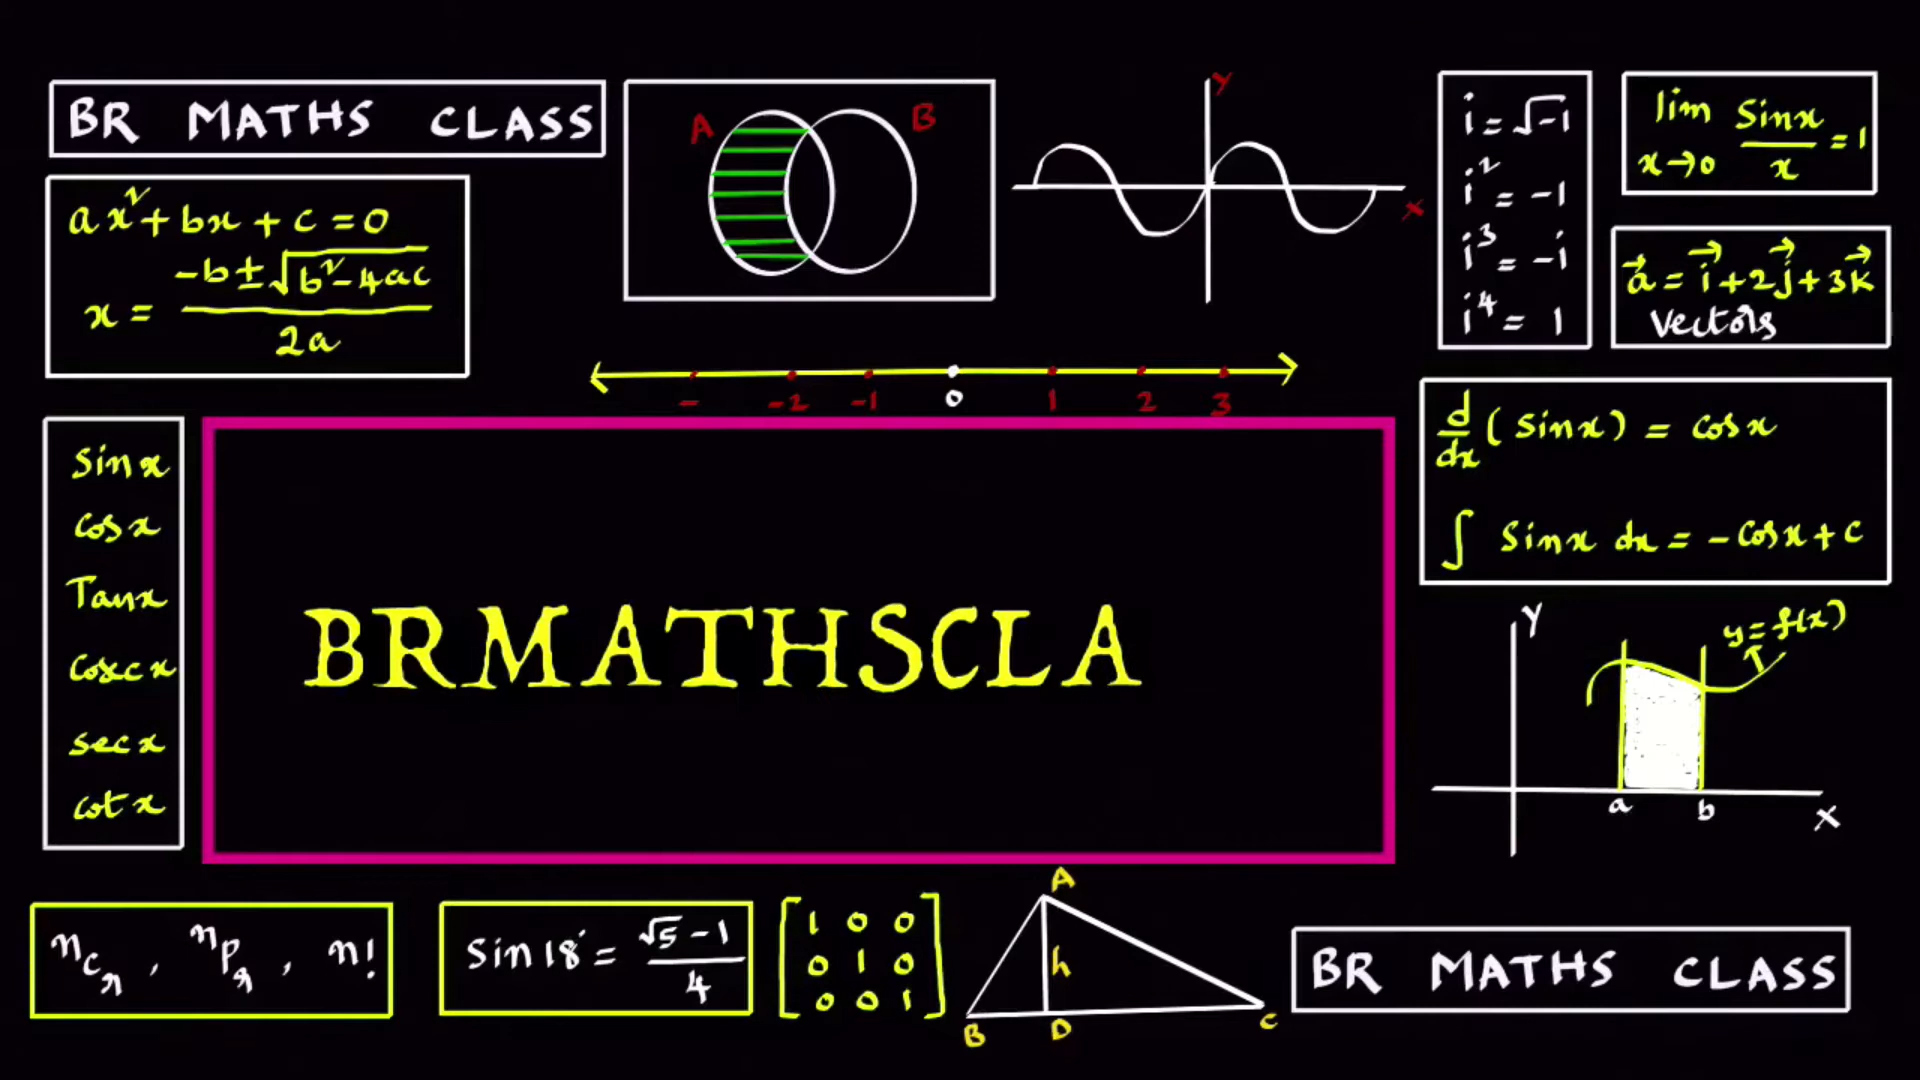 BR MATHS CLASS
ax²+bx+c=0
x = -b±√b²-4ac
2a
A B
Y
X
i=√-1
i²=-1
i³=-i
i⁴=1
lim sinx
x→0 x =1
a⃗=i⃗+2j⃗+3k⃗
Vectors
- -2 -1 0 1 2 3
Sinx
Cosx
Tanx
Cosecx
secx
cotx
BRMATHSCLA
d/dx (Sinx) = Cosx
∫ Sinx dx = -Cosx+c
Y
y=f(x)
a b
X
nCr, nPr, n!
Sin18°= √5-1
4
1 0 0
0 1 0
0 0 1
A
h
B D C
BR MATHS CLASS